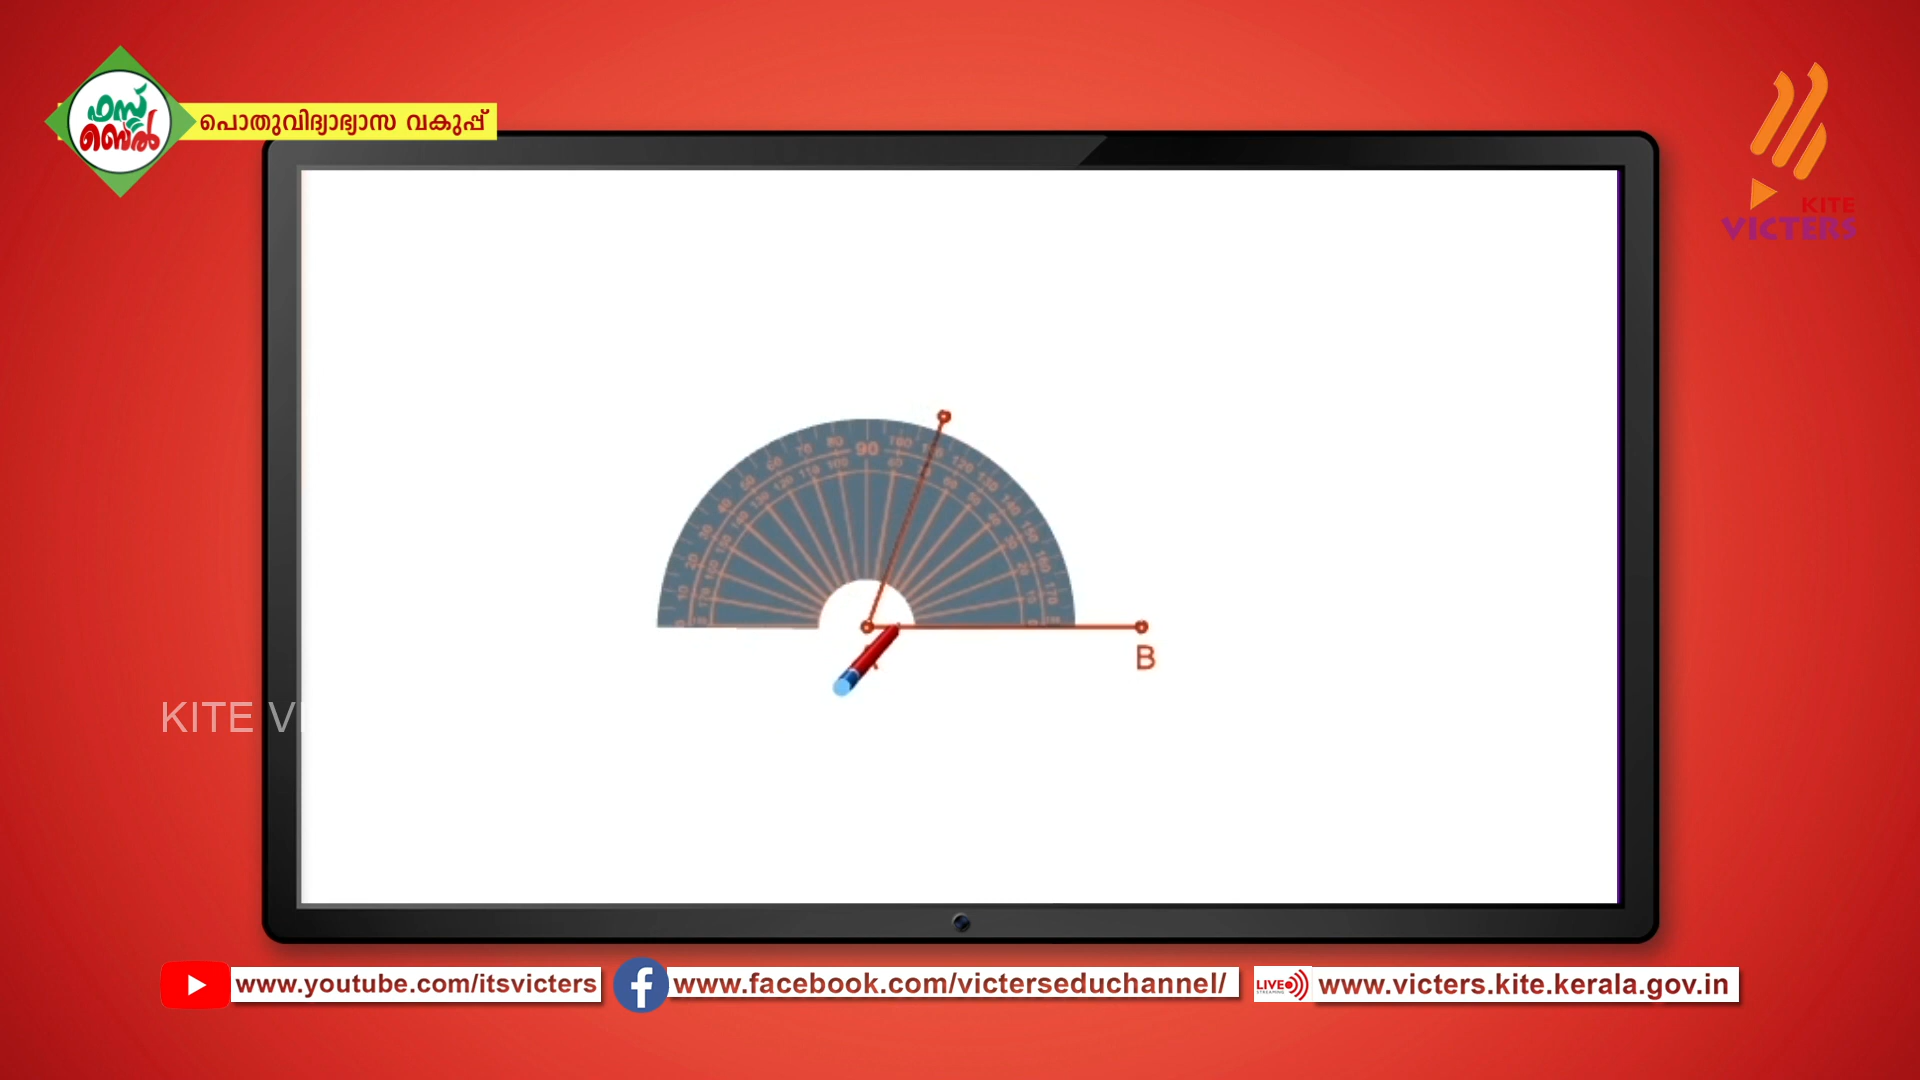 ഫസ്റ്റ്
ബെൽ
പൊതുവിദ്യാഭ്യാസ വകുപ്പ്
KITE
VICTERS
90
B
KITE VI
www.youtube.com/itsvicters
www.facebook.com/victerseduchannel/
LIVE
www.victers.kite.kerala.gov.in